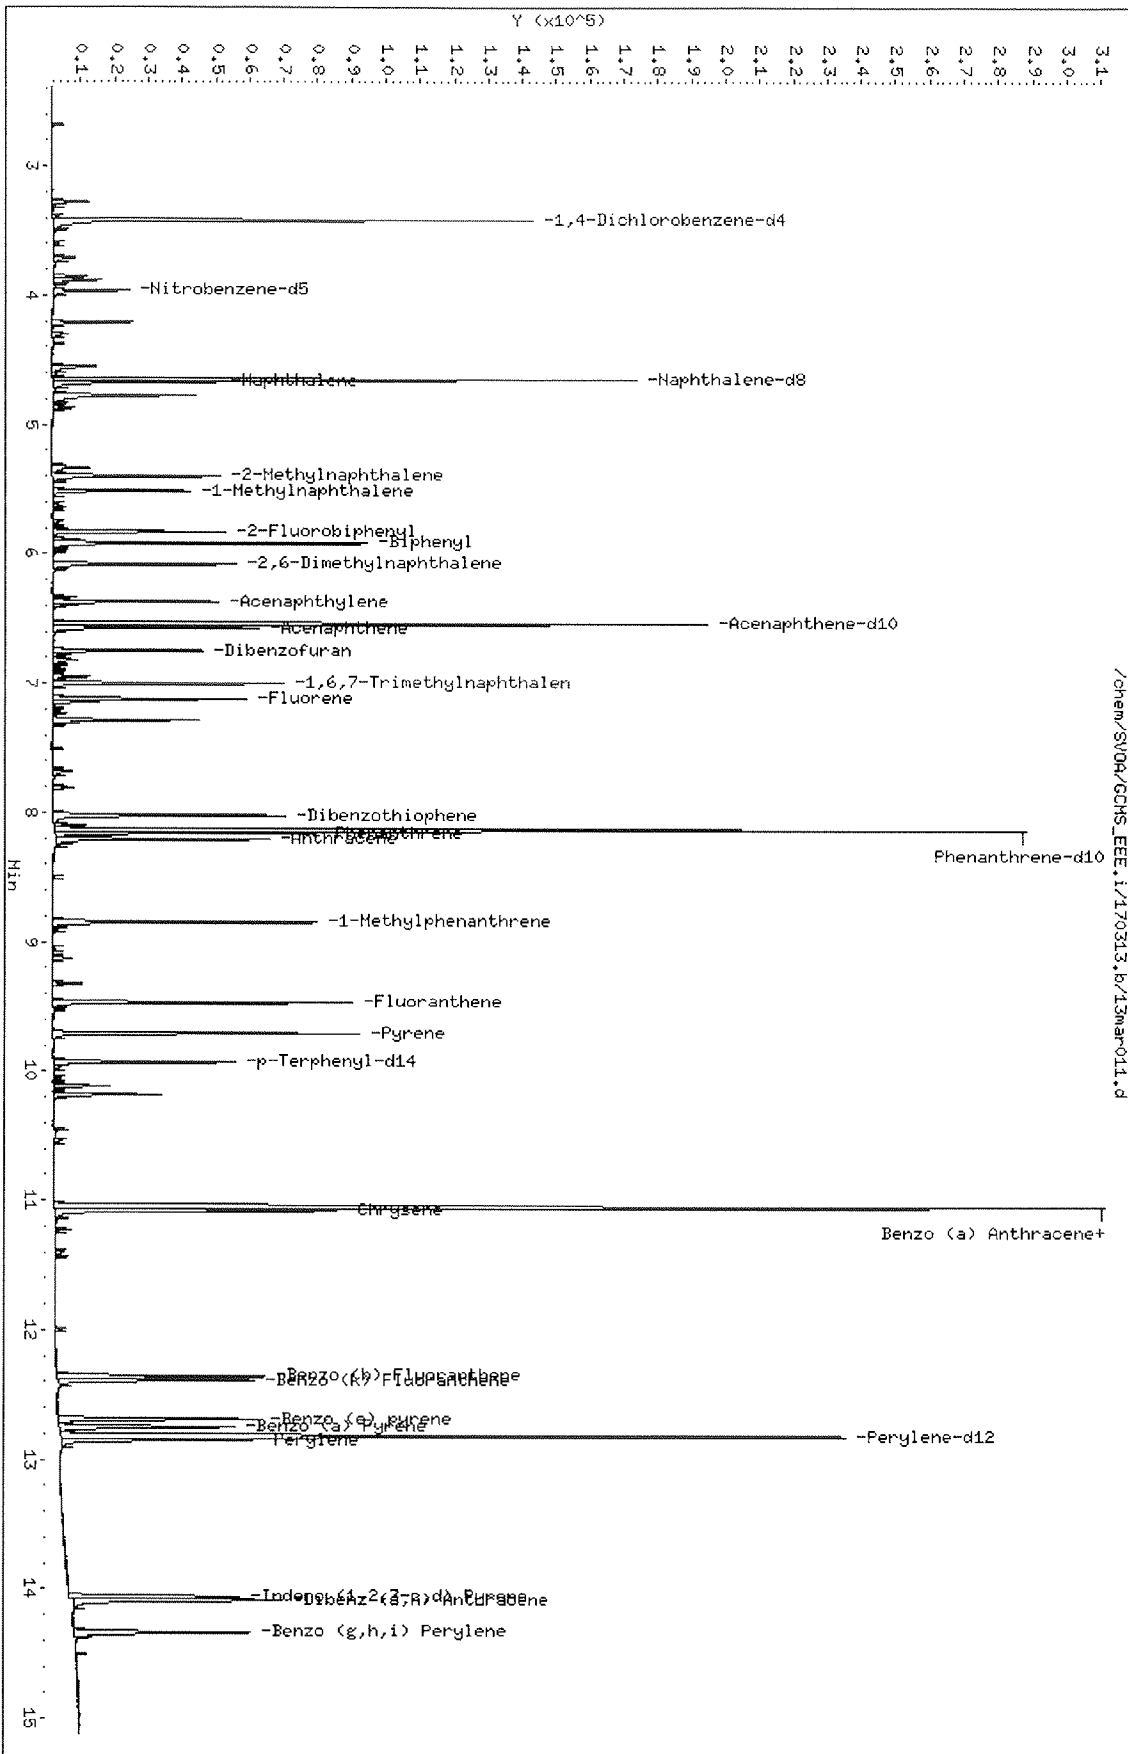 Y (x10^5)
0.1
0.2
0.3
0.4
0.5
0.6
0.7
0.8
0.9
1.0
1.1
1.2
1.3
1.4
1.5
1.6
1.7
1.8
1.9
2.0
2.1
2.2
2.3
2.4
2.5
2.6
2.7
2.8
2.9
3.0
3.1
/chem/SVOA/GCMS_EEE.i/170313.b/13mar011.d
3
-1,4-Dichlorobenzene-d4
-Nitrobenzene-d5
4
-Naphthalene
-Naphthalene-d8
5
-2-Methylnaphthalene
-1-Methylnaphthalene
-2-Fluorobiphenyl
-Biphenyl
6
-2,6-Dimethylnaphthalene
-Acenaphthylene
-Acenaphthene-d10
-Acenaphthene
-Dibenzofuran
-1,6,7-Trimethylnaphthalen
7
-Fluorene
8
-Dibenzothiophene
-Phenanthrene
-Anthracene
Phenanthrene-d10
Min
-1-Methylphenanthrene
9
-Fluoranthene
-Pyrene
-p-Terphenyl-d14
10
11
-Chrysene
Benzo (a) Anthracene+
12
-Benzo (b) Fluoranthene
-Benzo (k) Fluoranthene
-Benzo (e) pyrene
-Benzo (a) Pyrene
-Perylene
-Perylene-d12
13
14
-Indeno (1,2,3-c,d) Pyrene
-Dibenz (a,h) Anthracene
-Benzo (g,h,i) Perylene
15